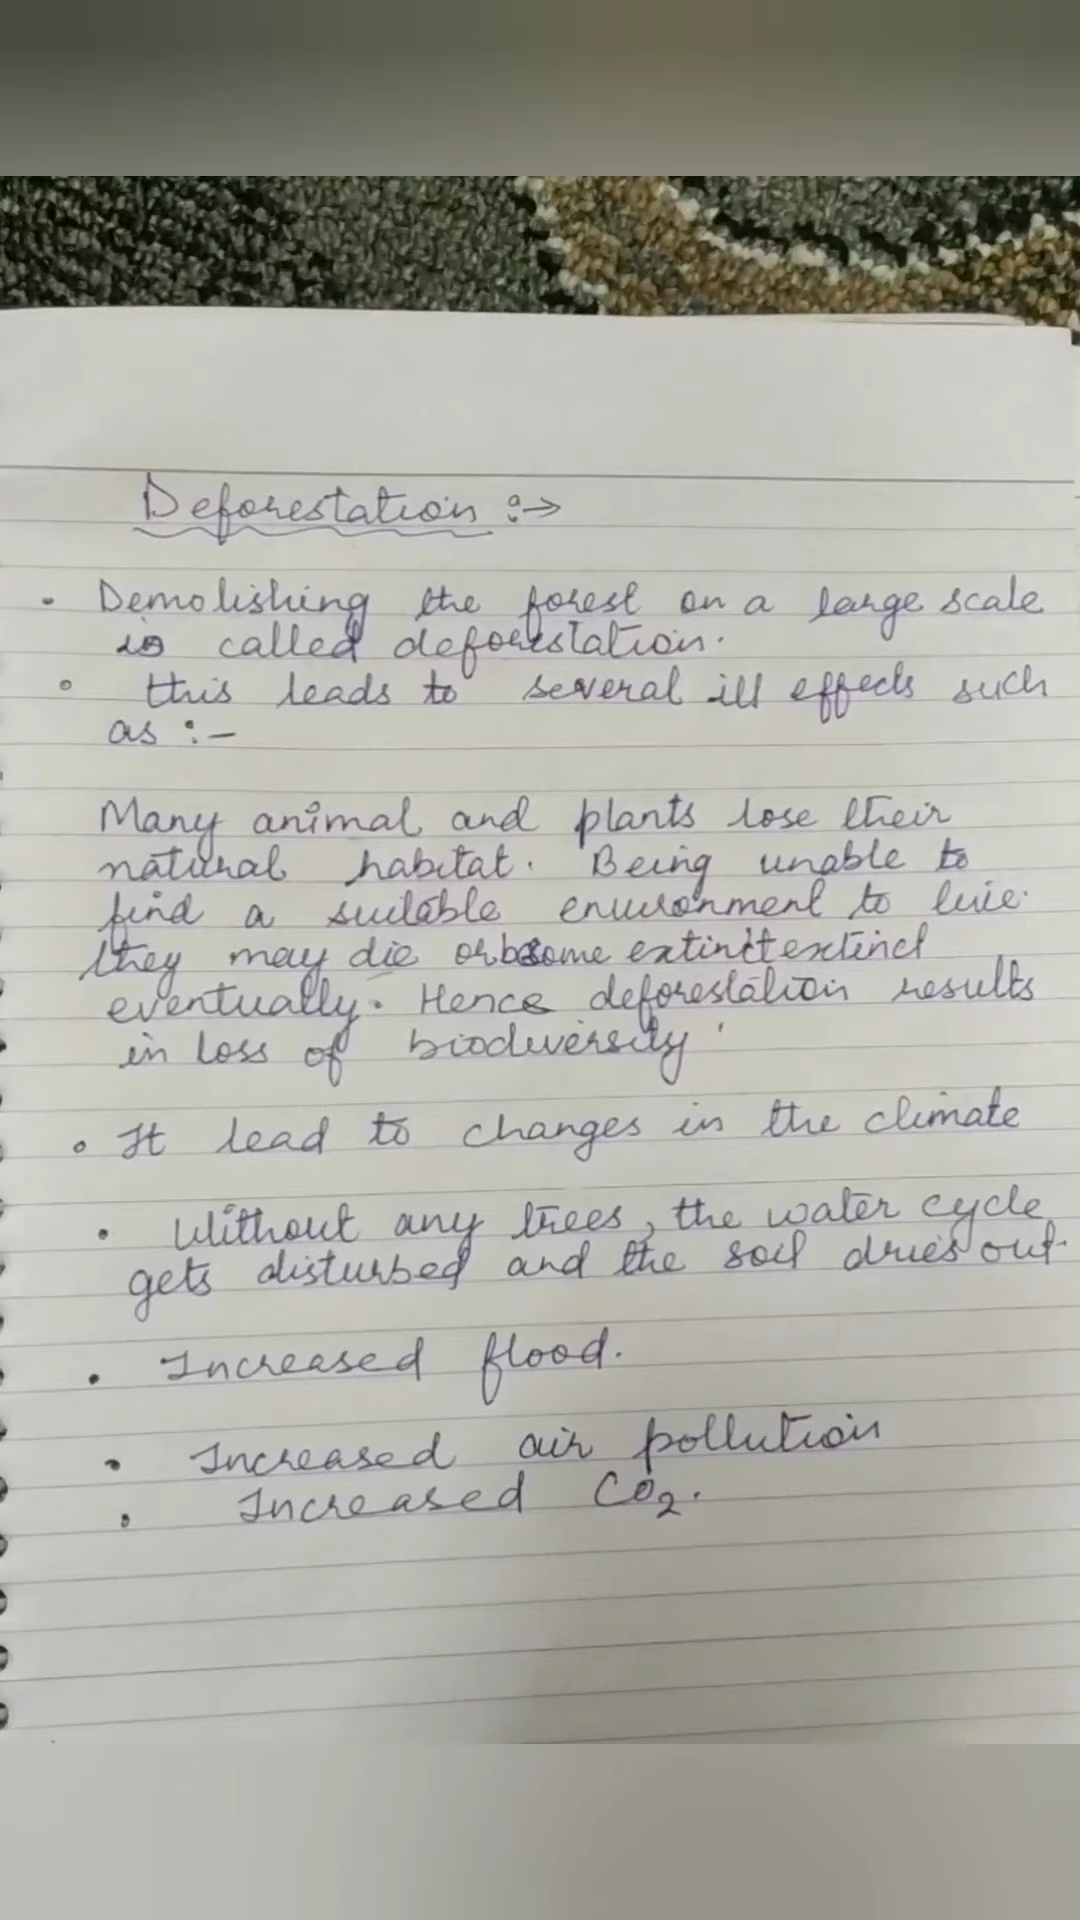 Deforestation :→
• Demolishing the forest on a large scale
is called deforestation.
• this leads to several ill effects such
as :-
Many animal and plants lose their
natural habitat. Being unable to
find a suitable environment to live.
they may die or become extinct extinct
eventually. Hence deforestation results
in loss of biodiversity.
• It lead to changes in the climate
• Without any trees, the water cycle
gets disturbed and the soil dries out.
• Increased flood.
• Increased air pollution
• Increased CO₂.